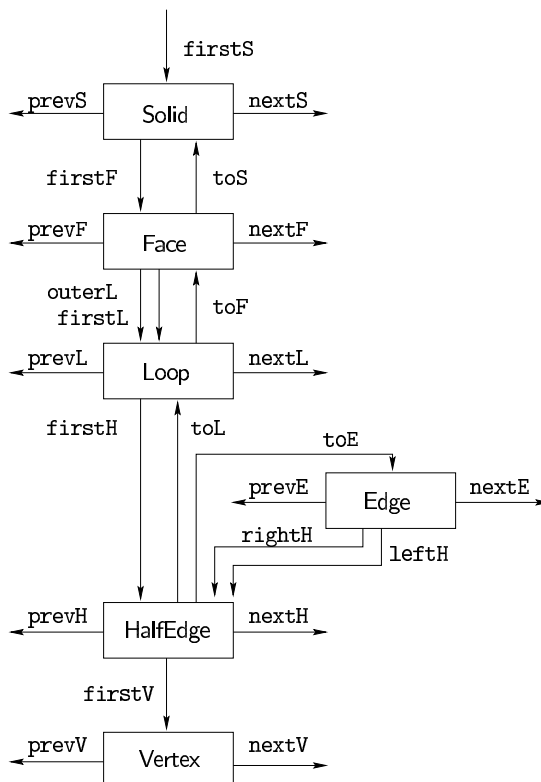 firstS
prevS nextS
Solid
firstF toS
prevF nextF
Face
outerL
firstL toF
prevL nextL
Loop
firstH toL
toE
prevE nextE
Edge
rightH
leftH
prevH nextH
HalfEdge
firstV
prevV nextV
Vertex